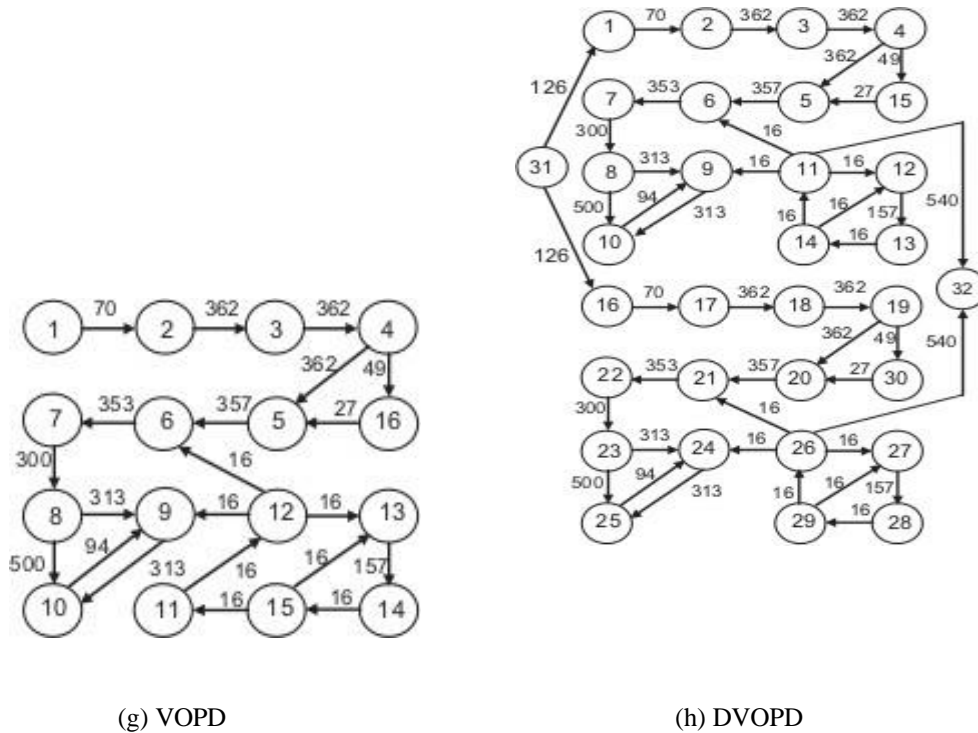 1 70 2 362 3 362 4
362 49
7 353 6 357 5 27 16
300 16
8 313 9 16 12 16 13
500 94 313 16 16 157
10 11 16 15 16 14
(g) VOPD
1 70 2 362 3 362 4
126 362 49
7 353 6 357 5 27 15
300 16
31 8 313 9 16 11 16 12
500 94 313 16 16 157 540
10 14 16 13
126
16 70 17 362 18 362 19 32
362 49 540
22 353 21 357 20 27 30
300 16
23 313 24 16 26 16 27
500 94 313 16 16 157
25 29 16 28
(h) DVOPD